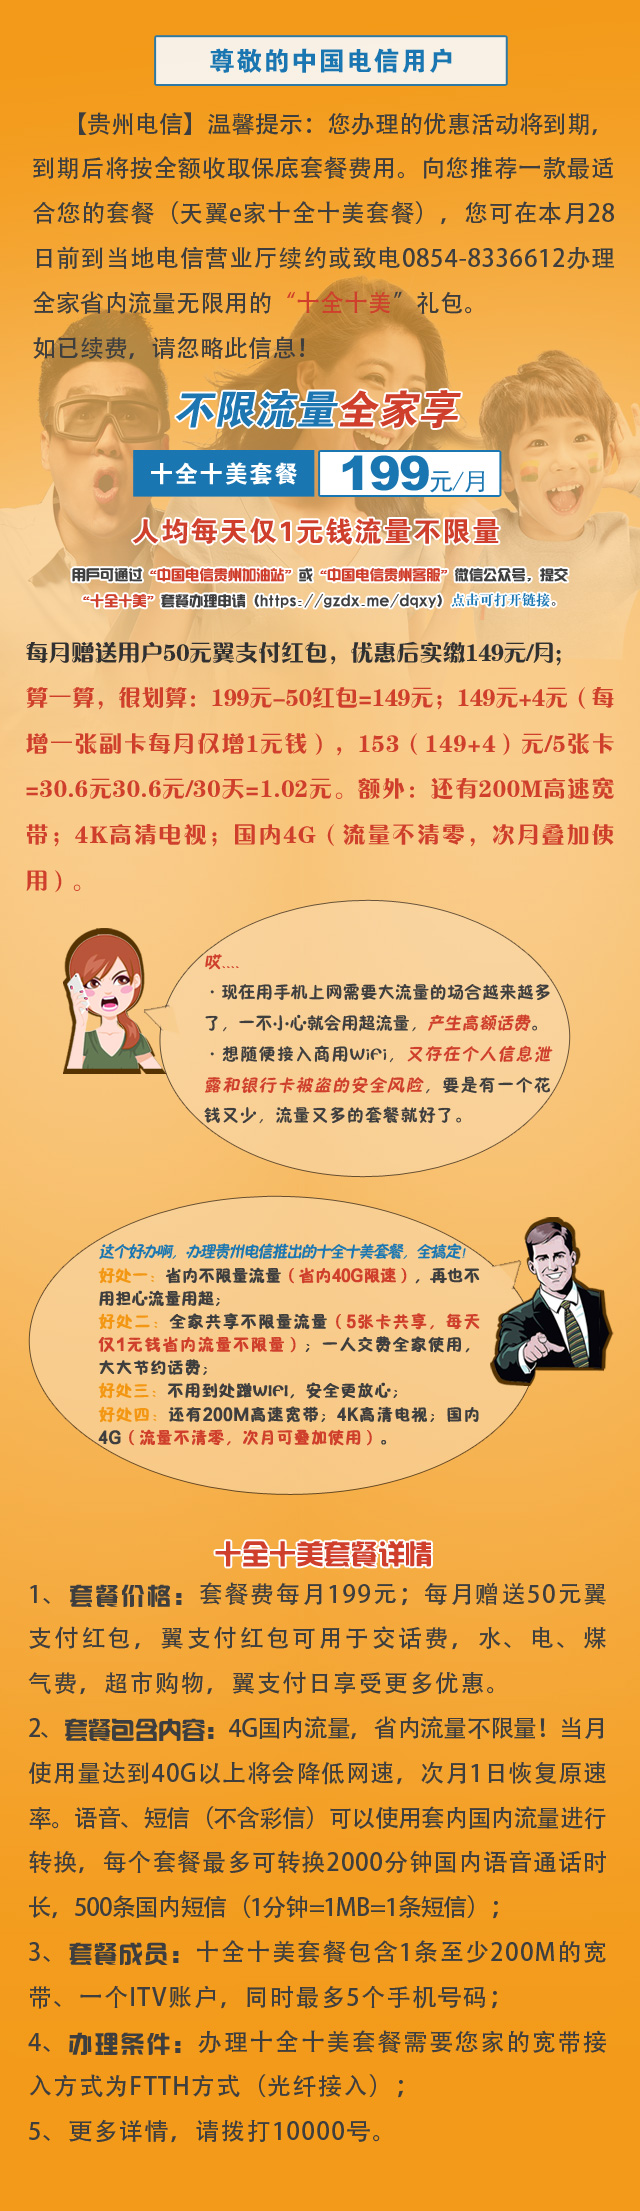 尊敬的中国电信用户
【贵州电信】温馨提示：您办理的优惠活动将到期，
到期后将按全额收取保底套餐费用。向您推荐一款最适
合您的套餐（天翼e家十全十美套餐），您可在本月28
日前到当地电信营业厅续约或致电0854-8336612办理
全家省内流量无限用的“十全十美”礼包。
如已续费，请忽略此信息！
不限流量全家享
十全十美套餐 199元/月
人均每天仅1元钱流量不限量
用户可通过“中国电信贵州加油站”或“中国电信贵州客服”微信公众号，提交
“十全十美”套餐办理申请（https://gzdx.me/dqxy）点击可打开链接。
每月赠送用户50元翼支付红包，优惠后实缴149元/月；
算一算，很划算：199元-50红包=149元；149元+4元（每
增一张副卡每月仅增1元钱），153（149+4）元/5张卡
=30.6元30.6元/30天=1.02元。额外：还有200M高速宽
带；4K高清电视；国内4G（流量不清零，次月叠加使
用）。
哎....
·现在用手机上网需要大流量的场合越来越多
了，一不小心就会用超流量，产生高额话费。
·想随便接入商用WiFi，又存在个人信息泄
露和银行卡被盗的安全风险，要是有一个花
钱又少，流量又多的套餐就好了。
这个好办啊，办理贵州电信推出的十全十美套餐，全搞定！
好处一：省内不限量流量（省内40G限速），再也不
用担心流量用超；
好处二：全家共享不限量流量（5张卡共享，每天
仅1元钱省内流量不限量）；一人交费全家使用，
大大节约话费；
好处三：不用到处蹭WIFI，安全更放心；
好处四：还有200M高速宽带；4K高清电视；国内
4G（流量不清零，次月可叠加使用）。
十全十美套餐详情
1、套餐价格：套餐费每月199元；每月赠送50元翼
支付红包，翼支付红包可用于交话费，水、电、煤
气费，超市购物，翼支付日享受更多优惠。
2、套餐包含内容：4G国内流量，省内流量不限量！当月
使用量达到40G以上将会降低网速，次月1日恢复原速
率。语音、短信（不含彩信）可以使用套内国内流量进行
转换，每个套餐最多可转换2000分钟国内语音通话时
长，500条国内短信（1分钟=1MB=1条短信）；
3、套餐成员：十全十美套餐包含1条至少200M的宽
带、一个ITV账户，同时最多5个手机号码；
4、办理条件：办理十全十美套餐需要您家的宽带接
入方式为FTTH方式（光纤接入）；
5、更多详情，请拨打10000号。